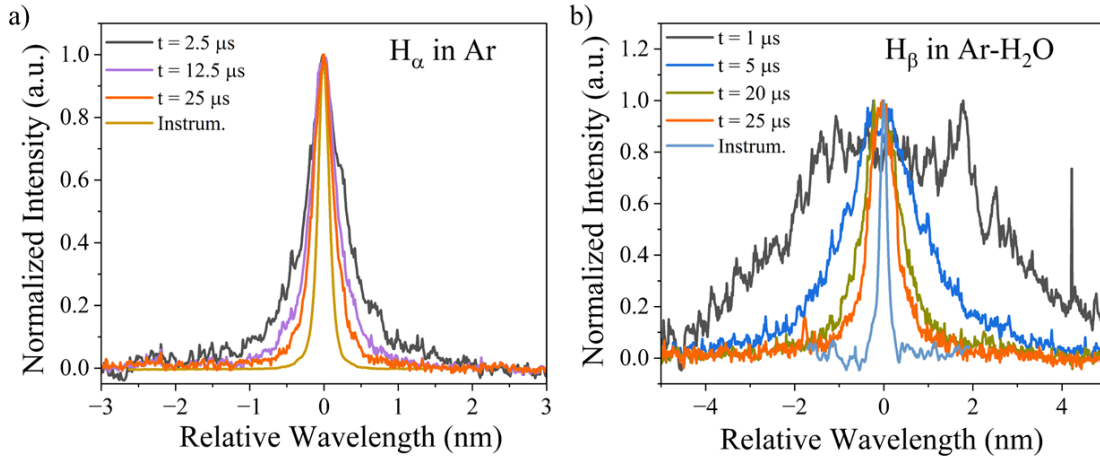 a)
H_α in Ar
t = 2.5 μs
t = 12.5 μs
t = 25 μs
Instrum.
Normalized Intensity (a.u.)
1.0
0.8
0.6
0.4
0.2
0.0
−3 −2 −1 0 1 2 3
Relative Wavelength (nm)
b)
H_β in Ar-H₂O
t = 1 μs
t = 5 μs
t = 20 μs
t = 25 μs
Instrum.
Normalized Intensity (a.u.)
1.2
1.0
0.8
0.6
0.4
0.2
0.0
−4 −2 0 2 4
Relative Wavelength (nm)